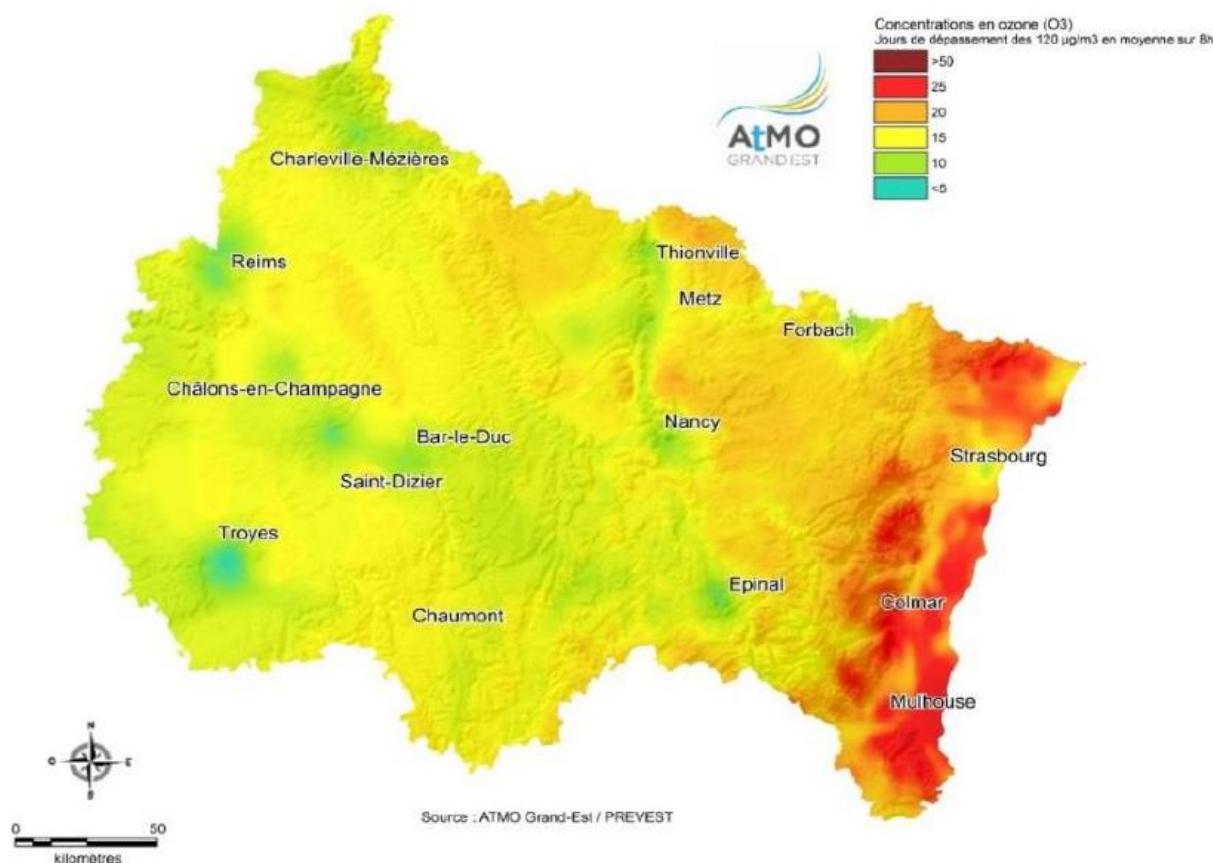 Concentrations en ozone (O3)
Jours de dépassement des 120 µg/m3 en moyenne sur 8h
>50
25
20
15
10
<5
AtMO
GRAND EST
Charleville-Mézières
Reims
Thionville
Metz
Forbach
Châlons-en-Champagne
Bar-le-Duc
Nancy
Strasbourg
Saint-Dizier
Troyes
Epinal
Chaumont
Colmar
Mulhouse
N
O
E
S
0
50
kilomètres
Source : ATMO Grand-Est / PREVEST